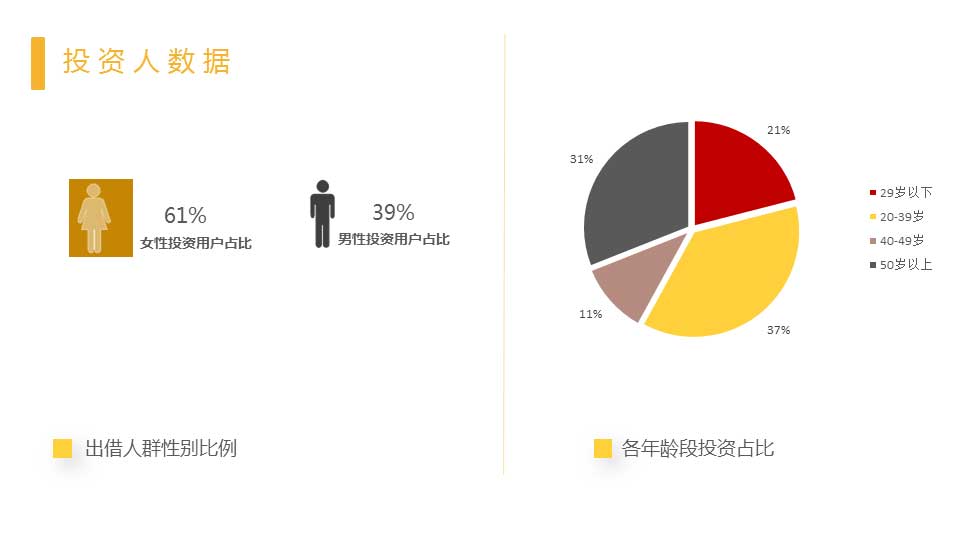 投资人数据
61%
女性投资用户占比
39%
男性投资用户占比
出借人群性别比例
21%
31%
11%
37%
29岁以下
20-39岁
40-49岁
50岁以上
各年龄段投资占比